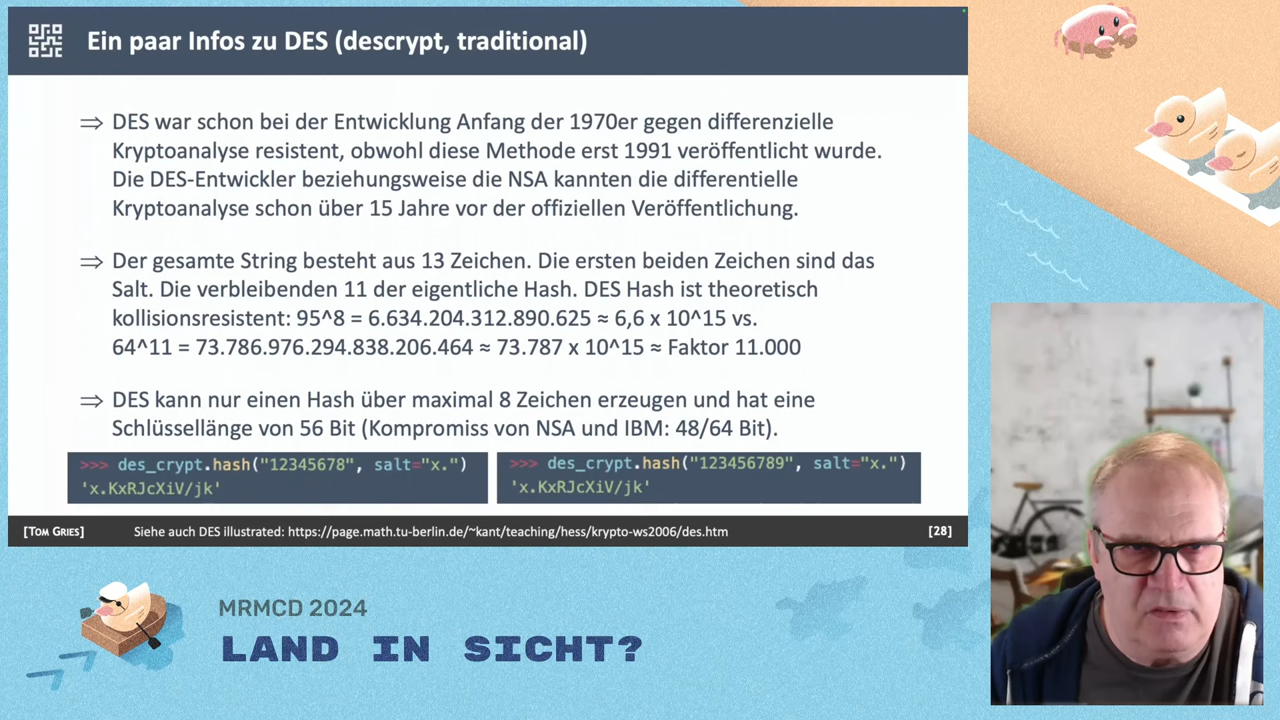 Ein paar Infos zu DES (descrypt, traditional)
⇒ DES war schon bei der Entwicklung Anfang der 1970er gegen differenzielle
Kryptoanalyse resistent, obwohl diese Methode erst 1991 veröffentlicht wurde.
Die DES-Entwickler beziehungsweise die NSA kannten die differentielle
Kryptoanalyse schon über 15 Jahre vor der offiziellen Veröffentlichung.
⇒ Der gesamte String besteht aus 13 Zeichen. Die ersten beiden Zeichen sind das
Salt. Die verbleibenden 11 der eigentliche Hash. DES Hash ist theoretisch
kollisionsresistent: 95^8 = 6.634.204.312.890.625 ≈ 6,6 x 10^15 vs.
64^11 = 73.786.976.294.838.206.464 ≈ 73.787 x 10^15 ≈ Faktor 11.000
⇒ DES kann nur einen Hash über maximal 8 Zeichen erzeugen und hat eine
Schlüssellänge von 56 Bit (Kompromiss von NSA und IBM: 48/64 Bit).
>>> des_crypt.hash("12345678", salt="x.")
'x.KxRJcXiV/jk'
>>> des_crypt.hash("123456789", salt="x.")
'x.KxRJcXiV/jk'
[TOM GRIES]
Siehe auch DES illustrated: https://page.math.tu-berlin.de/~kant/teaching/hess/krypto-ws2006/des.htm
[28]
MRMCD 2024
LAND IN SICHT?